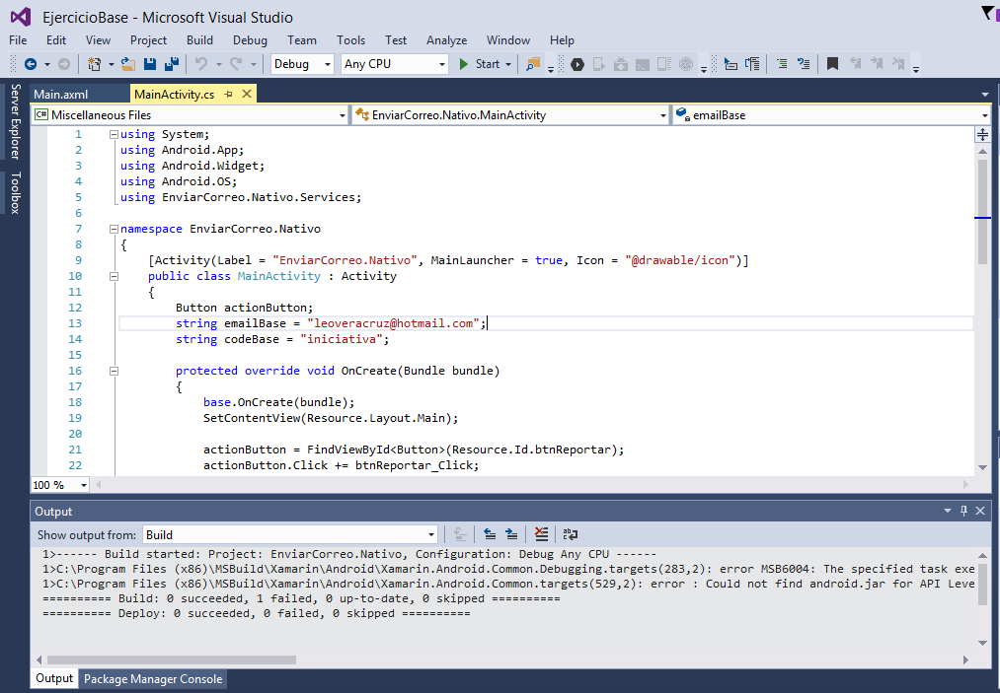 EjercicioBase - Microsoft Visual Studio
File Edit View Project Build Debug Team Tools Test Analyze Window Help
Debug Any CPU Start
Server Explorer
Toolbox
Main.axml MainActivity.cs
C# Miscellaneous Files EnviarCorreo.Nativo.MainActivity emailBase
1 using System;
2 using Android.App;
3 using Android.Widget;
4 using Android.OS;
5 using EnviarCorreo.Nativo.Services;
6
7 namespace EnviarCorreo.Nativo
8 {
9 [Activity(Label = "EnviarCorreo.Nativo", MainLauncher = true, Icon = "@drawable/icon")]
10 public class MainActivity : Activity
11 {
12 Button actionButton;
13 string emailBase = "leoveracruz@hotmail.com";
14 string codeBase = "iniciativa";
15
16 protected override void OnCreate(Bundle bundle)
17 {
18 base.OnCreate(bundle);
19 SetContentView(Resource.Layout.Main);
20
21 actionButton = FindViewById<Button>(Resource.Id.btnReportar);
22 actionButton.Click += btnReportar_Click;
100 %
Output
Show output from: Build
1>------ Build started: Project: EnviarCorreo.Nativo, Configuration: Debug Any CPU ------
1>C:\Program Files (x86)\MSBuild\Xamarin\Android\Xamarin.Android.Common.Debugging.targets(283,2): error MSB6004: The specified task exe
1>C:\Program Files (x86)\MSBuild\Xamarin\Android\Xamarin.Android.Common.targets(529,2): error : Could not find android.jar for API Leve
========== Build: 0 succeeded, 1 failed, 0 up-to-date, 0 skipped ==========
========== Deploy: 0 succeeded, 0 failed, 0 skipped ==========
Output Package Manager Console